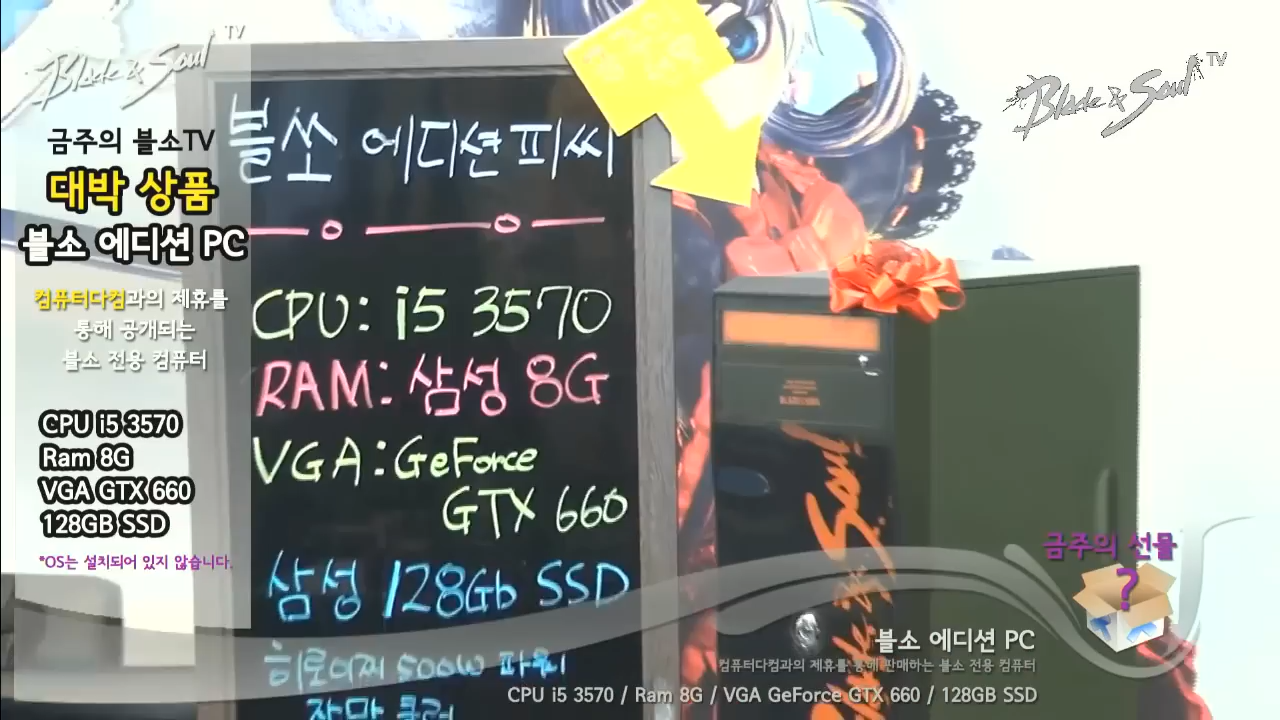 Blade & Soul TV
금주의 불소TV
대박 상품
블소 에디션 PC
컴퓨터다컴과의 제휴를
통해 공개되는
블소 전용 컴퓨터
CPU i5 3570
Ram 8G
VGA GTX 660
128GB SSD
*OS는 설치되어 있지 않습니다.
블쏘 에디션피씨
CPU: i5 3570
RAM: 삼성 8G
VGA: GeForce
GTX 660
삼성 128Gb SSD
500W 파워
Blade & Soul TV
Blade & Soul
금주의 선물
?
블소 에디션 PC
컴퓨터다컴과의 제휴를 통해 판매하는 블소 전용 컴퓨터
CPU i5 3570 / Ram 8G / VGA GeForce GTX 660 / 128GB SSD